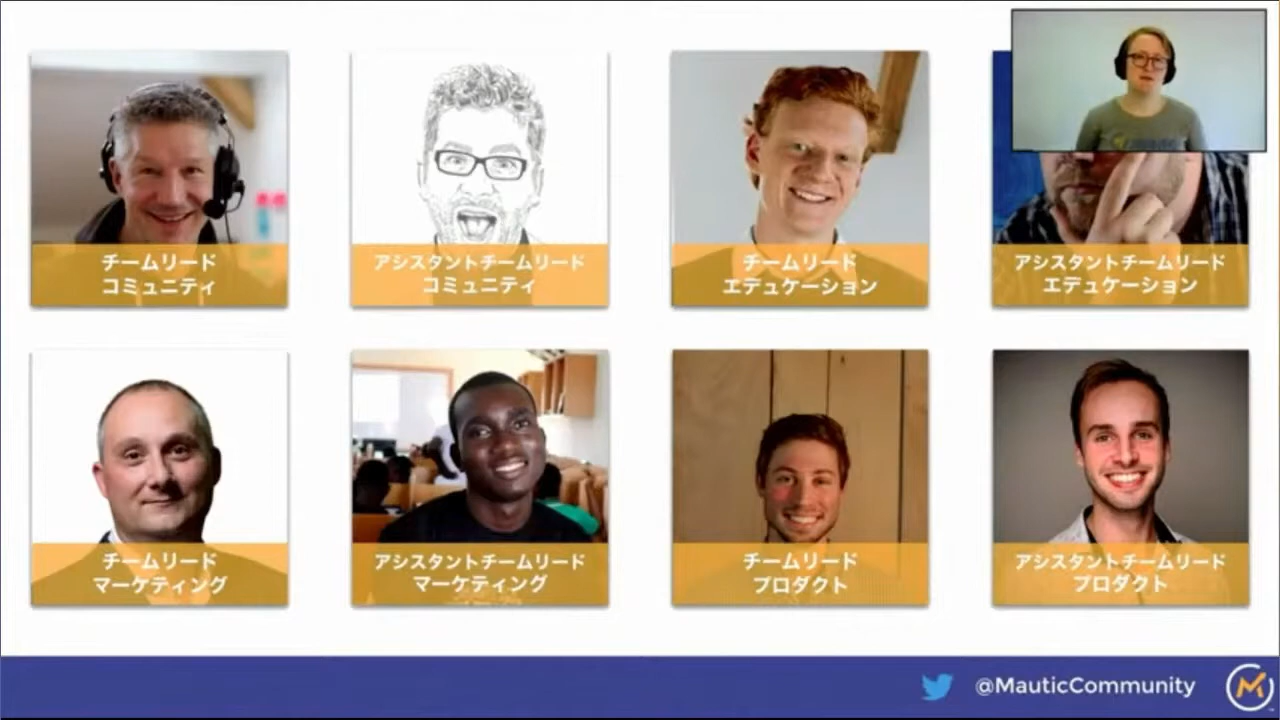 チームリード
コミュニティ
アシスタントチームリード
コミュニティ
チームリード
エデュケーション
アシスタントチームリード
エデュケーション
チームリード
マーケティング
アシスタントチームリード
マーケティング
チームリード
プロダクト
アシスタントチームリード
プロダクト
@MauticCommunity